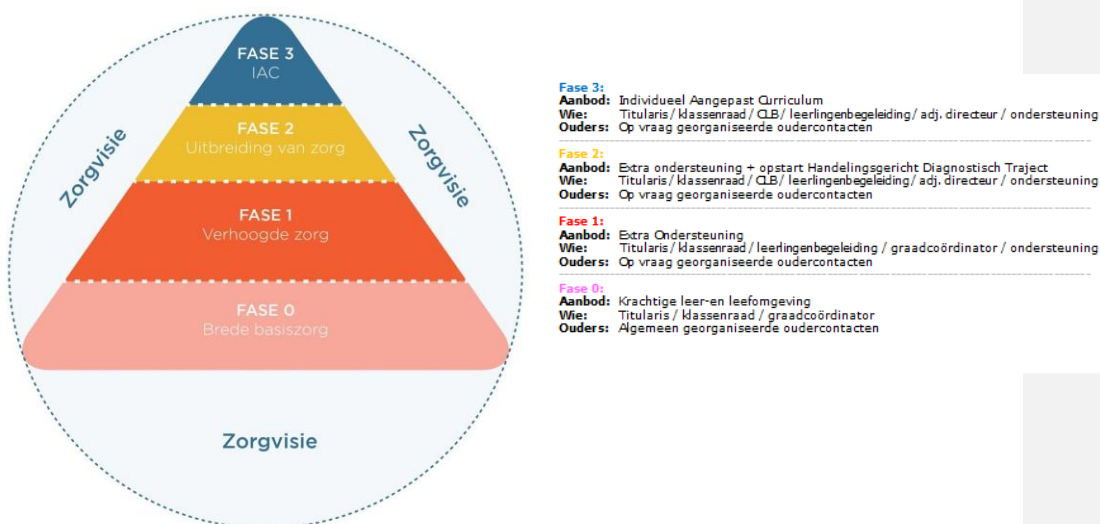 FASE 3
IAC
FASE 2
Uitbreiding van zorg
FASE 1
Verhoogde zorg
FASE 0
Brede basiszorg
Zorgvisie
Zorgvisie
Zorgvisie
Fase 3:
Aanbod: Individueel Aangepast Curriculum
Wie: Titularis / klassenraad / CLB / leerlingenbegeleiding / adj. directeur / ondersteuning
Ouders: Op vraag georganiseerde oudercontacten
Fase 2:
Aanbod: Extra ondersteuning + opstart Handelingsgericht Diagnostisch Traject
Wie: Titularis / klassenraad / CLB / leerlingenbegeleiding / adj. directeur / ondersteuning
Ouders: Op vraag georganiseerde oudercontacten
Fase 1:
Aanbod: Extra Ondersteuning
Wie: Titularis / klassenraad / leerlingenbegeleiding / graadcoördinator / ondersteuning
Ouders: Op vraag georganiseerde oudercontacten
Fase 0:
Aanbod: Krachtige leer-en leefomgeving
Wie: Titularis / klassenraad / graadcoördinator
Ouders: Algemeen georganiseerde oudercontacten